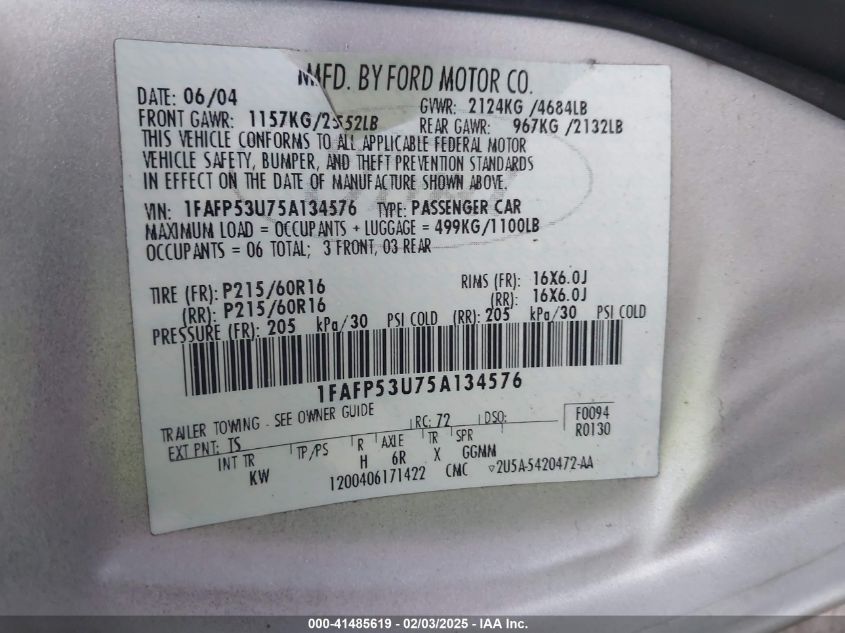 MFD. BY FORD MOTOR CO.
DATE: 06/04 GVWR: 2124KG /4684LB
FRONT GAWR: 1157KG/2552LB REAR GAWR: 967KG /2132LB
THIS VEHICLE CONFORMS TO ALL APPLICABLE FEDERAL MOTOR
VEHICLE SAFETY, BUMPER, AND THEFT PREVENTION STANDARDS
IN EFFECT ON THE DATE OF MANUFACTURE SHOWN ABOVE.
VIN: 1FAFP53U75A134576 TYPE: PASSENGER CAR
MAXIMUM LOAD = OCCUPANTS + LUGGAGE = 499KG/1100LB
OCCUPANTS = 06 TOTAL; 3 FRONT, 03 REAR
TIRE (FR): P215/60R16 RIMS (FR): 16X6.0J
(RR): P215/60R16 (RR): 16X6.0J
PRESSURE (FR): 205 kPa/30 PSI COLD (RR): 205 kPa/30 PSI COLD
1FAFP53U75A134576
TRAILER TOWING - SEE OWNER GUIDE RC: 72 DSO: F0094
EXT PNT: TS R0130
INT TR TP/PS R AXLE TR SPR
KW H 6R X GGMM
1200406171422 CMC ▽2U5A-5420472-AA
000-41485619 - 02/03/2025 - IAA Inc.